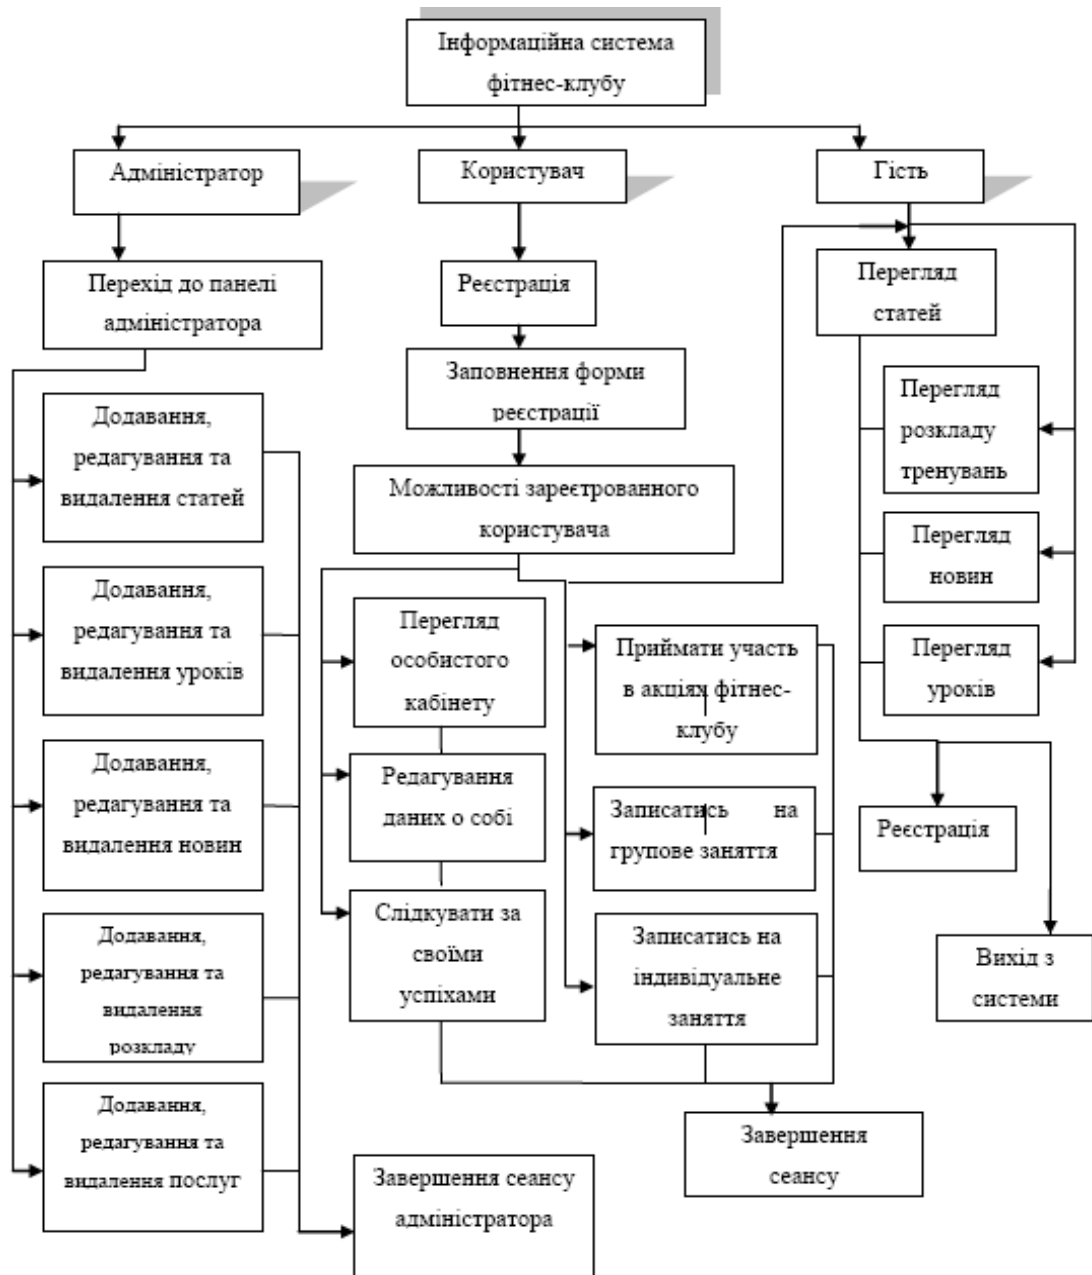 Інформаційна система
фітнес-клубу
Адміністратор
Користувач
Гість
Перехід до панелі
адміністратора
Реєстрація
Перегляд
статей
Заповнення форми
реєстрації
Додавання,
редагування та
видалення статей
Перегляд
розкладу
тренувань
Можливості зареєстрованного
користувача
Перегляд
новин
Додавання,
редагування та
видалення уроків
Перегляд
особистого
кабінету
Приймати участь
в акціях фітнес-
клубу
Перегляд
уроків
Додавання,
редагування та
видалення новин
Редагування
даних о собі
Записатись на
групове заняття
Реєстрація
Слідкувати за
своїми
успіхами
Записатись на
індивідуальне
заняття
Вихід з
системи
Додавання,
редагування та
видалення
розкладу
Додавання,
редагування та
видалення послуг
Завершення
сеансу
Завершення сеансу
адміністратора